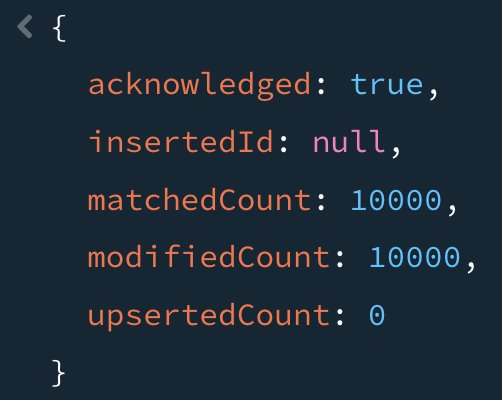 {
acknowledged: true,
insertedId: null,
matchedCount: 10000,
modifiedCount: 10000,
upsertedCount: 0
}